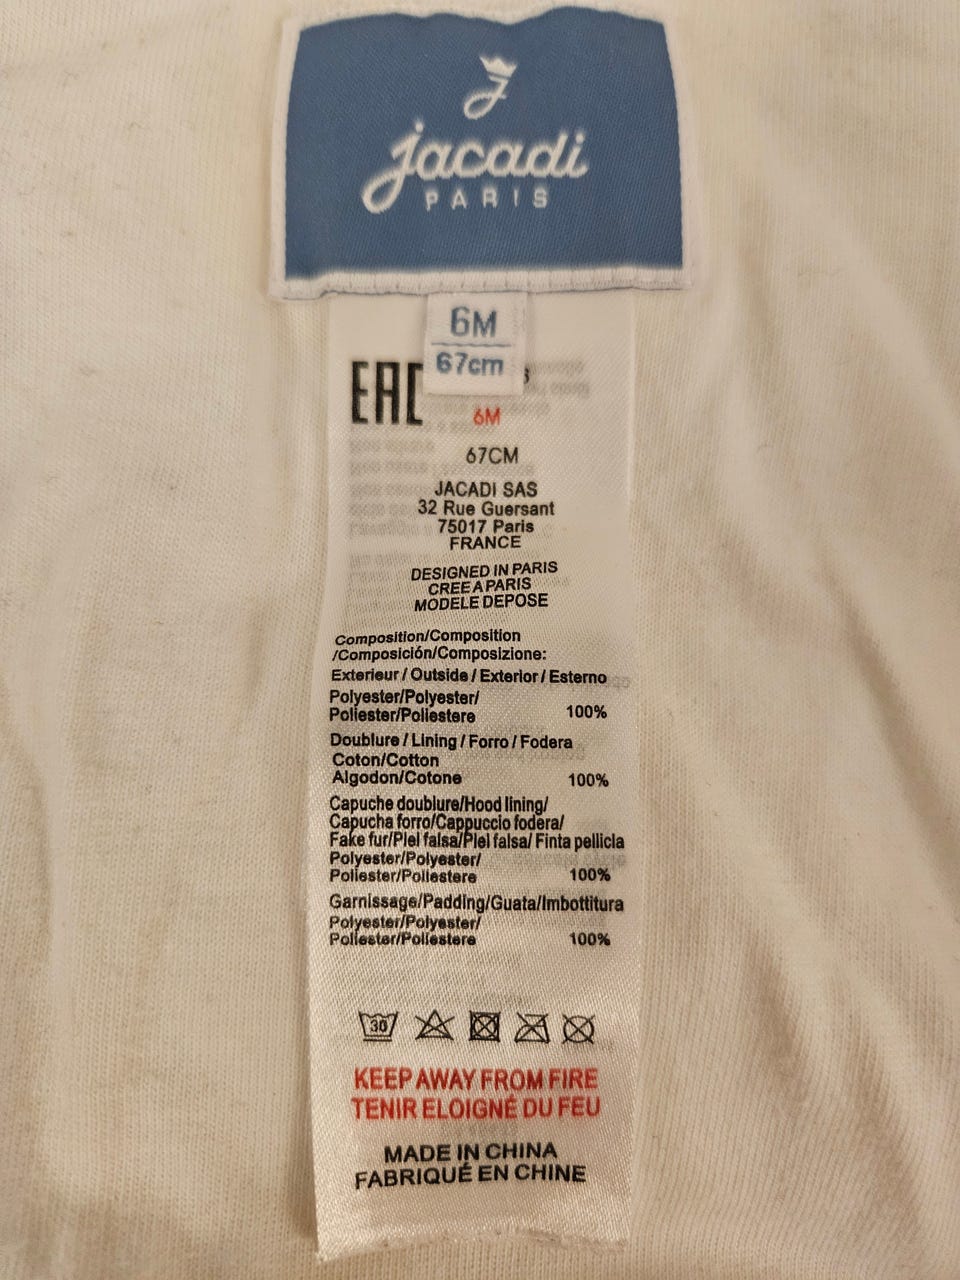 J
jacadi
PARIS
6M
67cm
EAC
6M
67CM
JACADI SAS
32 Rue Guersant
75017 Paris
FRANCE
DESIGNED IN PARIS
CREE A PARIS
MODELE DEPOSE
Composition/Composition
/Composición/Composizione:
Exterieur / Outside / Exterior / Esterno
Polyester/Polyester/
Poliester/Poliestere 100%
Doublure / Lining / Forro / Fodera
Coton/Cotton
Algodon/Cotone 100%
Capuche doublure/Hood lining/
Capucha forro/Cappuccio fodera/
Fake fur/Piel falsa/Piel falsa/ Finta pellicia
Polyester/Polyester/
Poliester/Poliestere 100%
Garnissage/Padding/Guata/Imbottitura
Polyester/Polyester/
Poliester/Poliestere 100%
30
KEEP AWAY FROM FIRE
TENIR ELOIGNÉ DU FEU
MADE IN CHINA
FABRIQUÉ EN CHINE